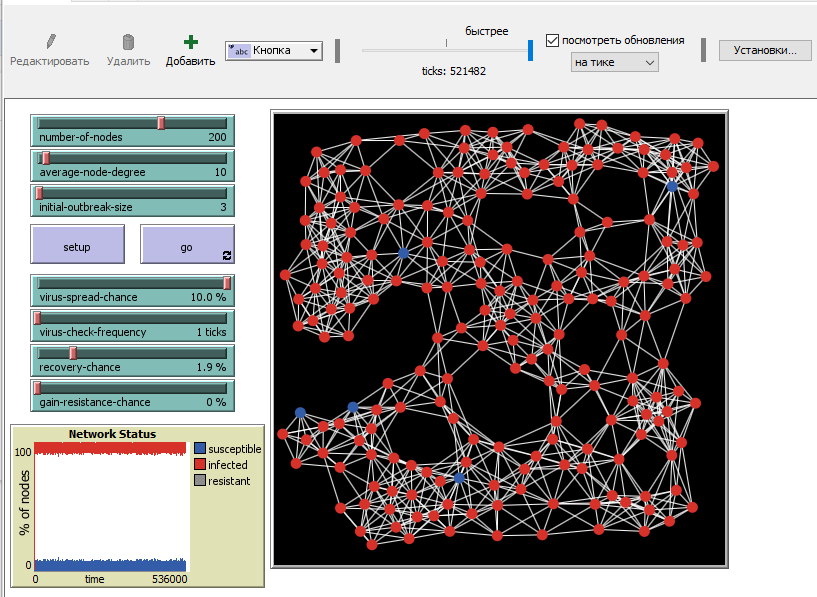 быстрее
Редактировать
Удалить
Добавить
abc Кнопка
посмотреть обновления
на тике
Установки...
ticks: 521482
number-of-nodes 200
average-node-degree 10
initial-outbreak-size 3
setup
go
virus-spread-chance 10.0 %
virus-check-frequency 1 ticks
recovery-chance 1.9 %
gain-resistance-chance 0 %
Network Status
% of nodes
100
0
0 time 536000
susceptible
infected
resistant